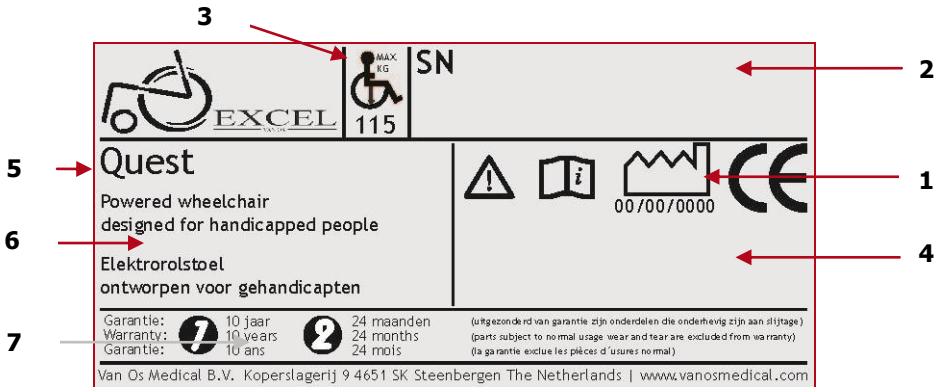 3
MAX.
KG
SN
2
EXCEL
VAN OS
115
5
Quest
1
00/00/0000
Powered wheelchair
designed for handicapped people
6
4
Elektrorolstoel
ontworpen voor gehandicapten
7
Garantie: 1 10 jaar 2 24 maanden (uitgezonderd van garantie zijn onderdelen die onderhevig zijn aan slijtage)
Warranty: 10 years 24 months (parts subject to normal usage wear and tear are excluded from warranty)
Garantie: 10 ans 24 mois (la garantie exclue les pièces d´usures normal)
Van Os Medical B.V. Koperslagerij 9 4651 SK Steenbergen The Netherlands | www.vanosmedical.com